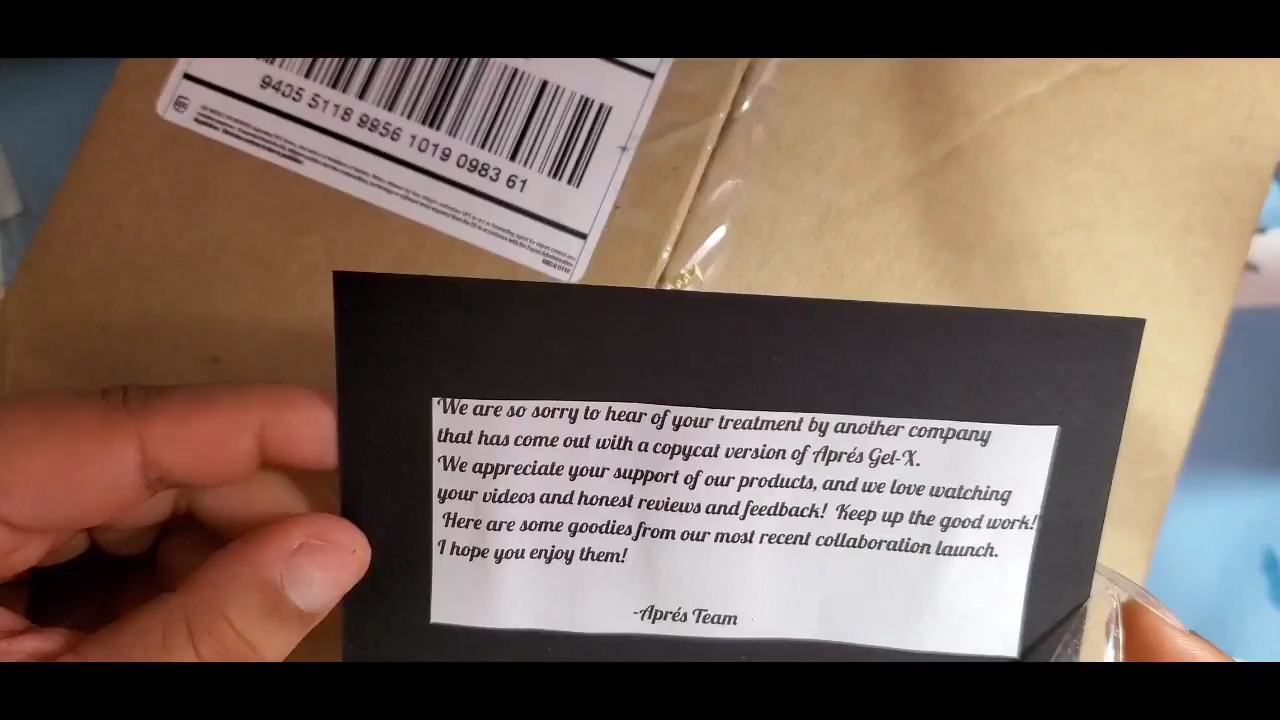 9405 5118 9956 1019 0983 61
We are so sorry to hear of your treatment by another company
that has come out with a copycat version of Aprés Gel-X.
We appreciate your support of our products, and we love watching
your videos and honest reviews and feedback! Keep up the good work!
Here are some goodies from our most recent collaboration launch.
I hope you enjoy them!
-Aprés Team